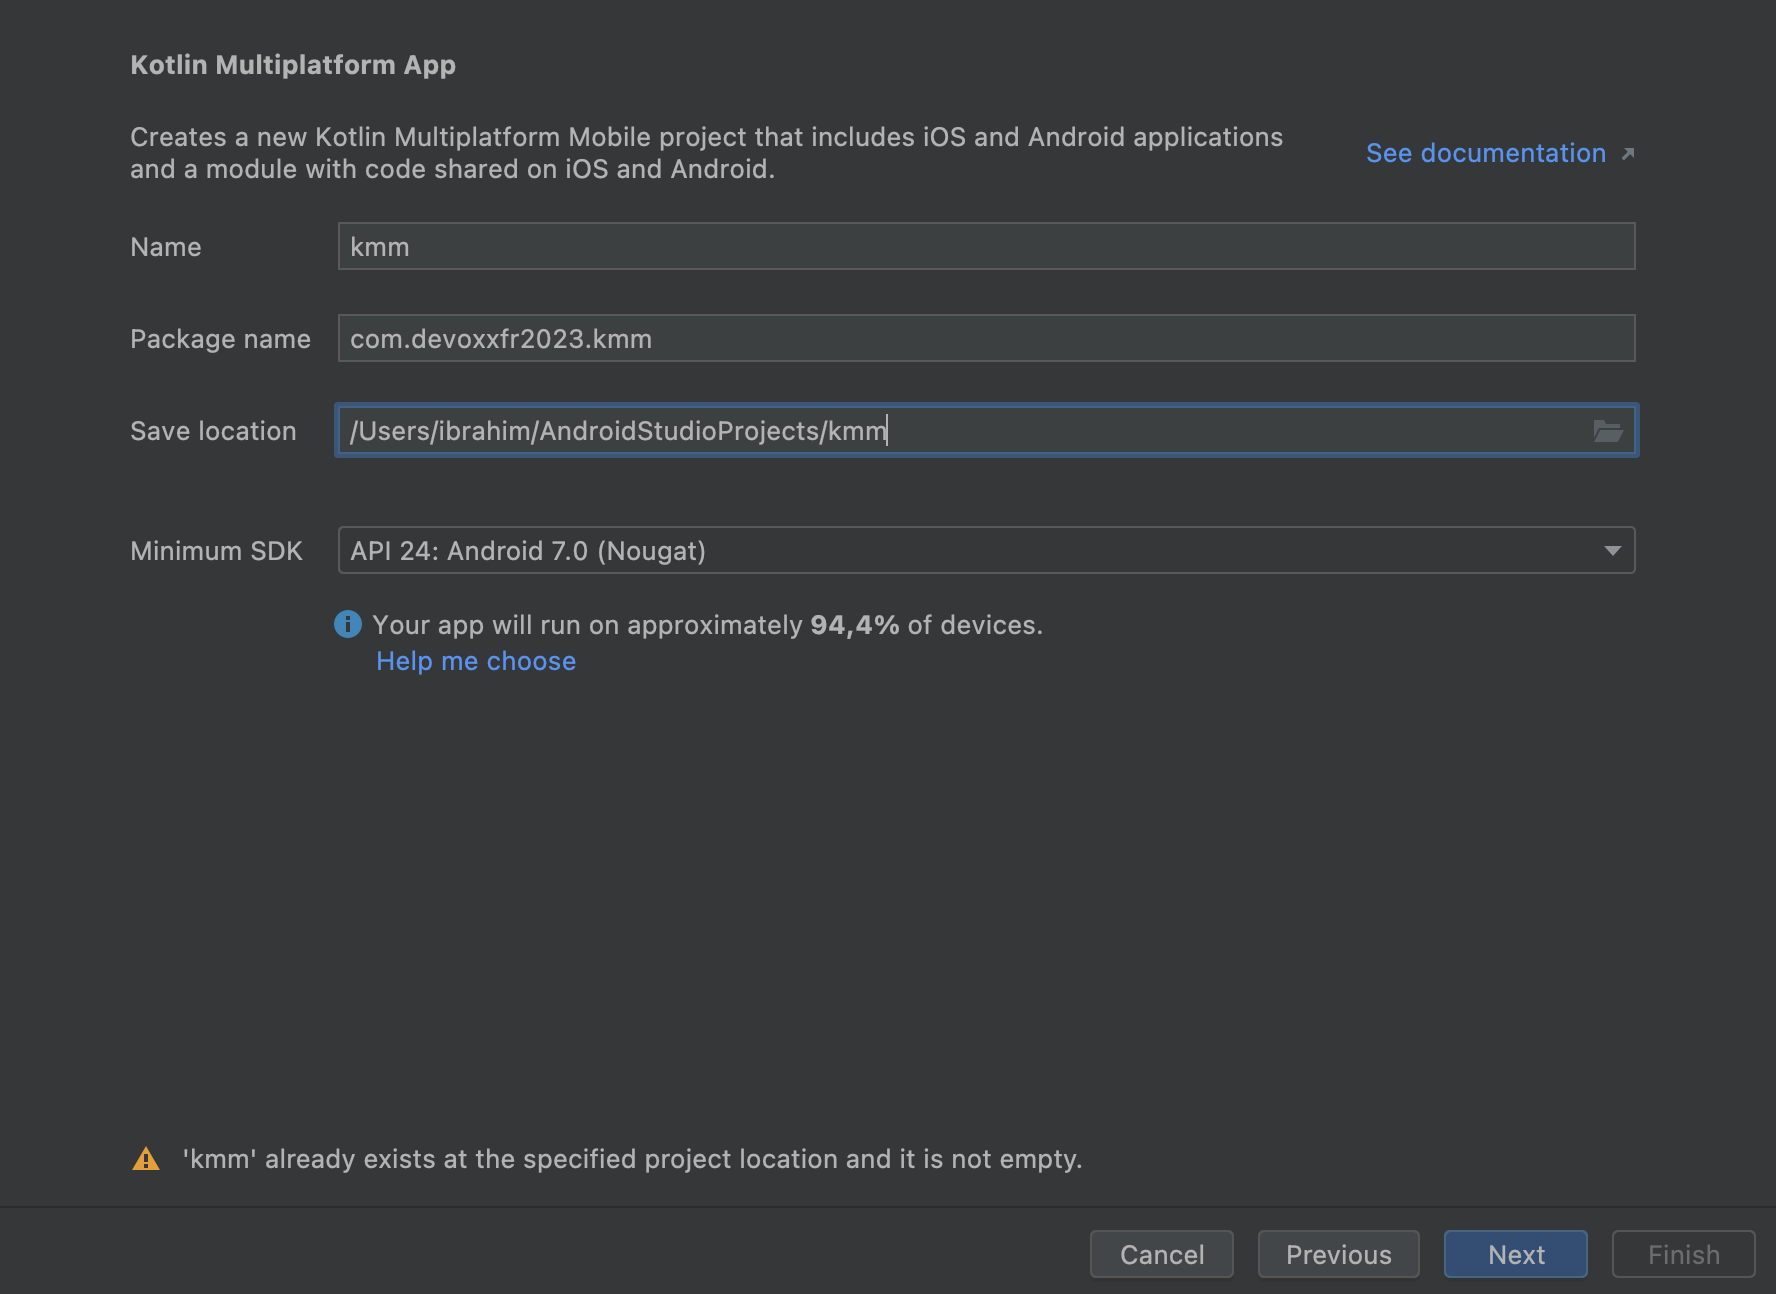 Kotlin Multiplatform App
Creates a new Kotlin Multiplatform Mobile project that includes iOS and Android applications
and a module with code shared on iOS and Android.
See documentation
Name
kmm
Package name
com.devoxxfr2023.kmm
Save location
/Users/ibrahim/AndroidStudioProjects/kmm
Minimum SDK
API 24: Android 7.0 (Nougat)
Your app will run on approximately 94,4% of devices.
Help me choose
'kmm' already exists at the specified project location and it is not empty.
Cancel
Previous
Next
Finish